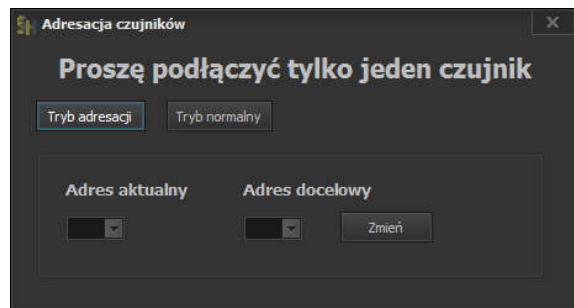 Adresacja czujników
Proszę podłączyć tylko jeden czujnik
Tryb adresacji Tryb normalny
Adres aktualny Adres docelowy
Zmień